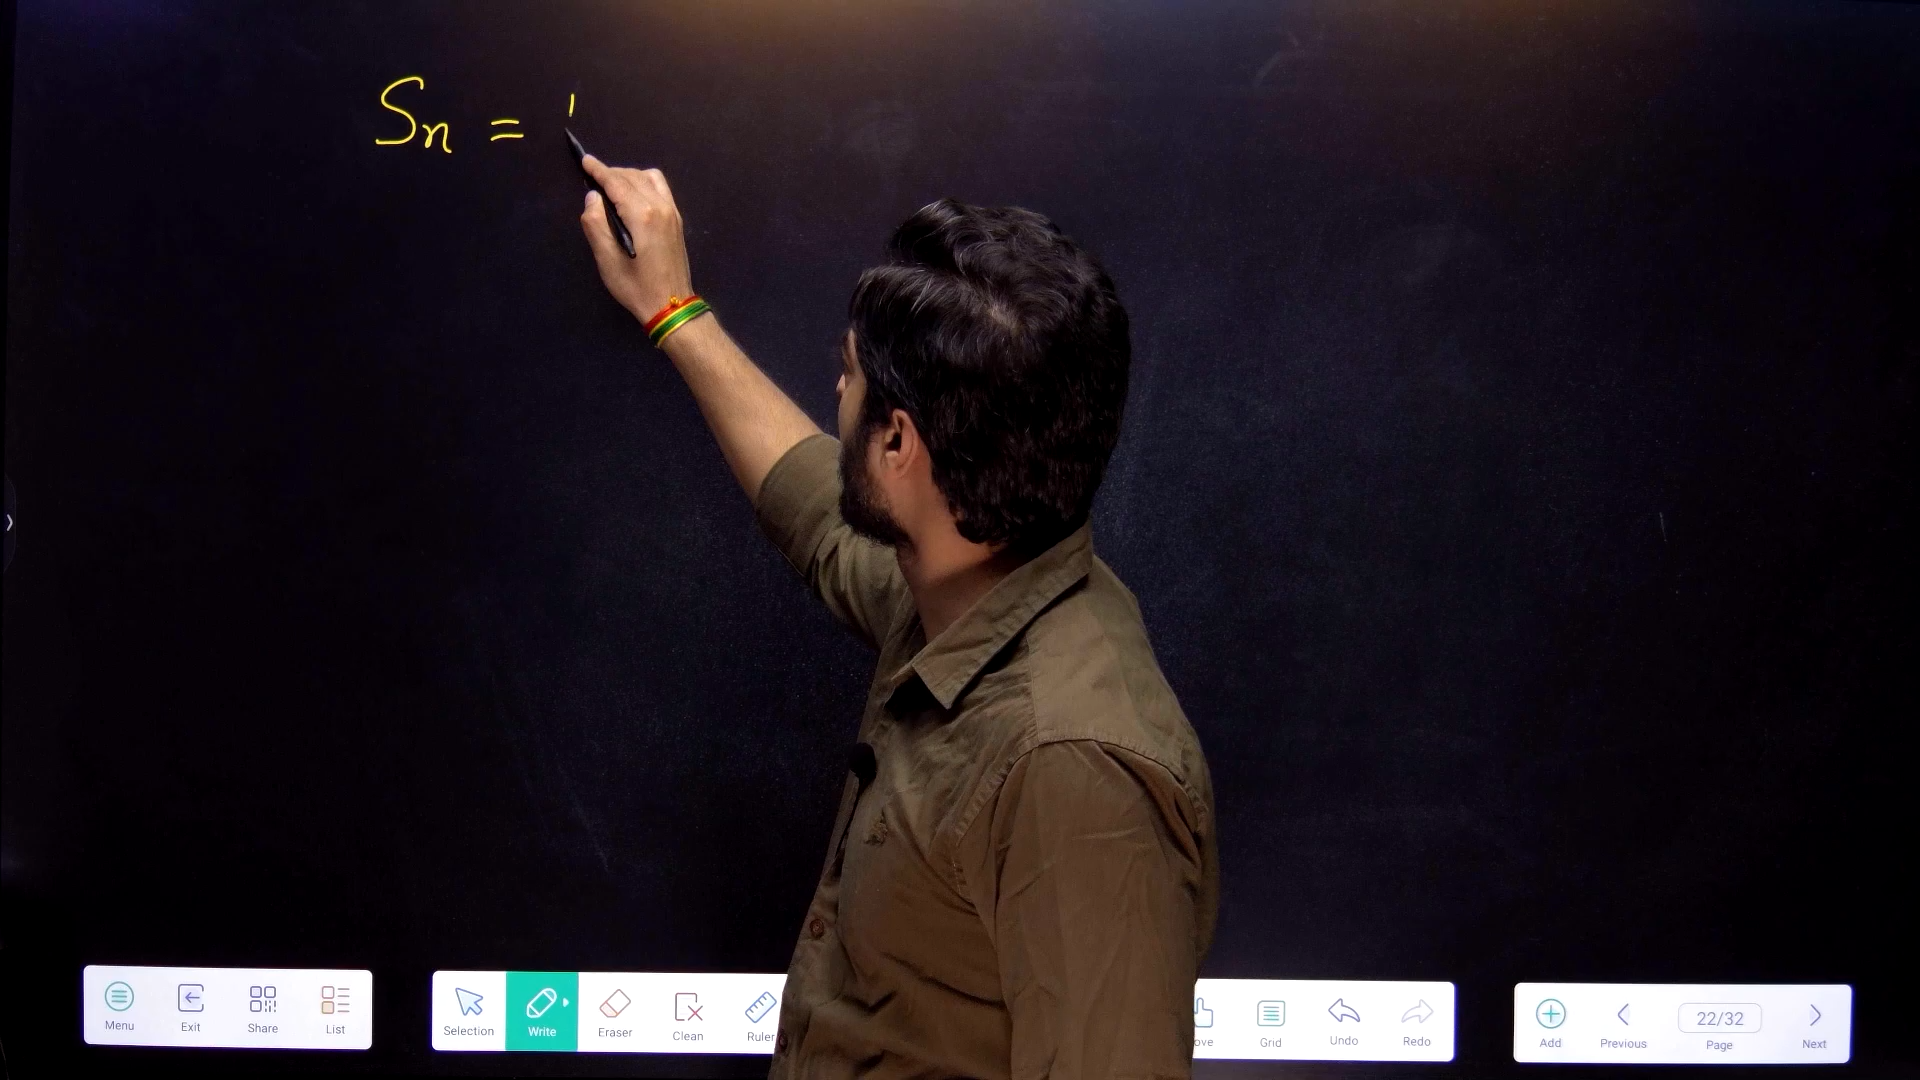 Sn = 1
Menu Exit Share List Selection Write Eraser Clean Ruler ove Grid Undo Redo Add Previous 22/32 Page Next